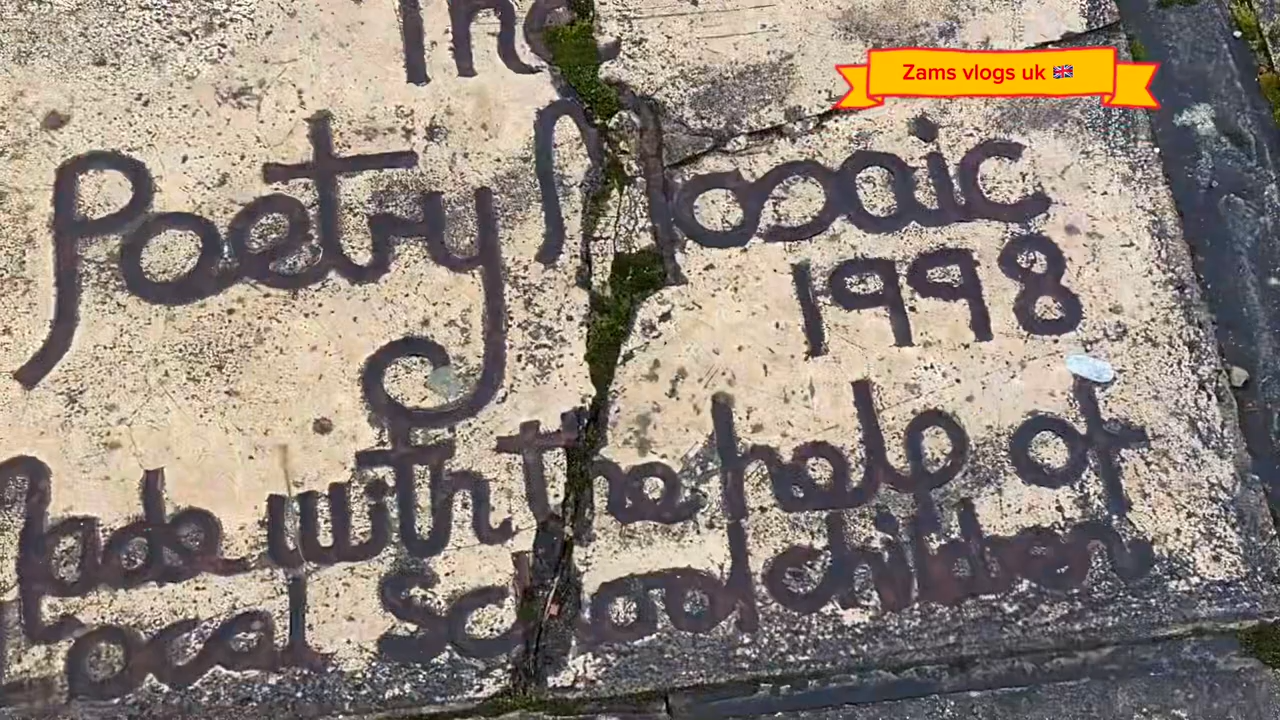 The
Zams vlogs uk 🇬🇧
Poetry Mosaic
1998
Made with the help of
Local School children